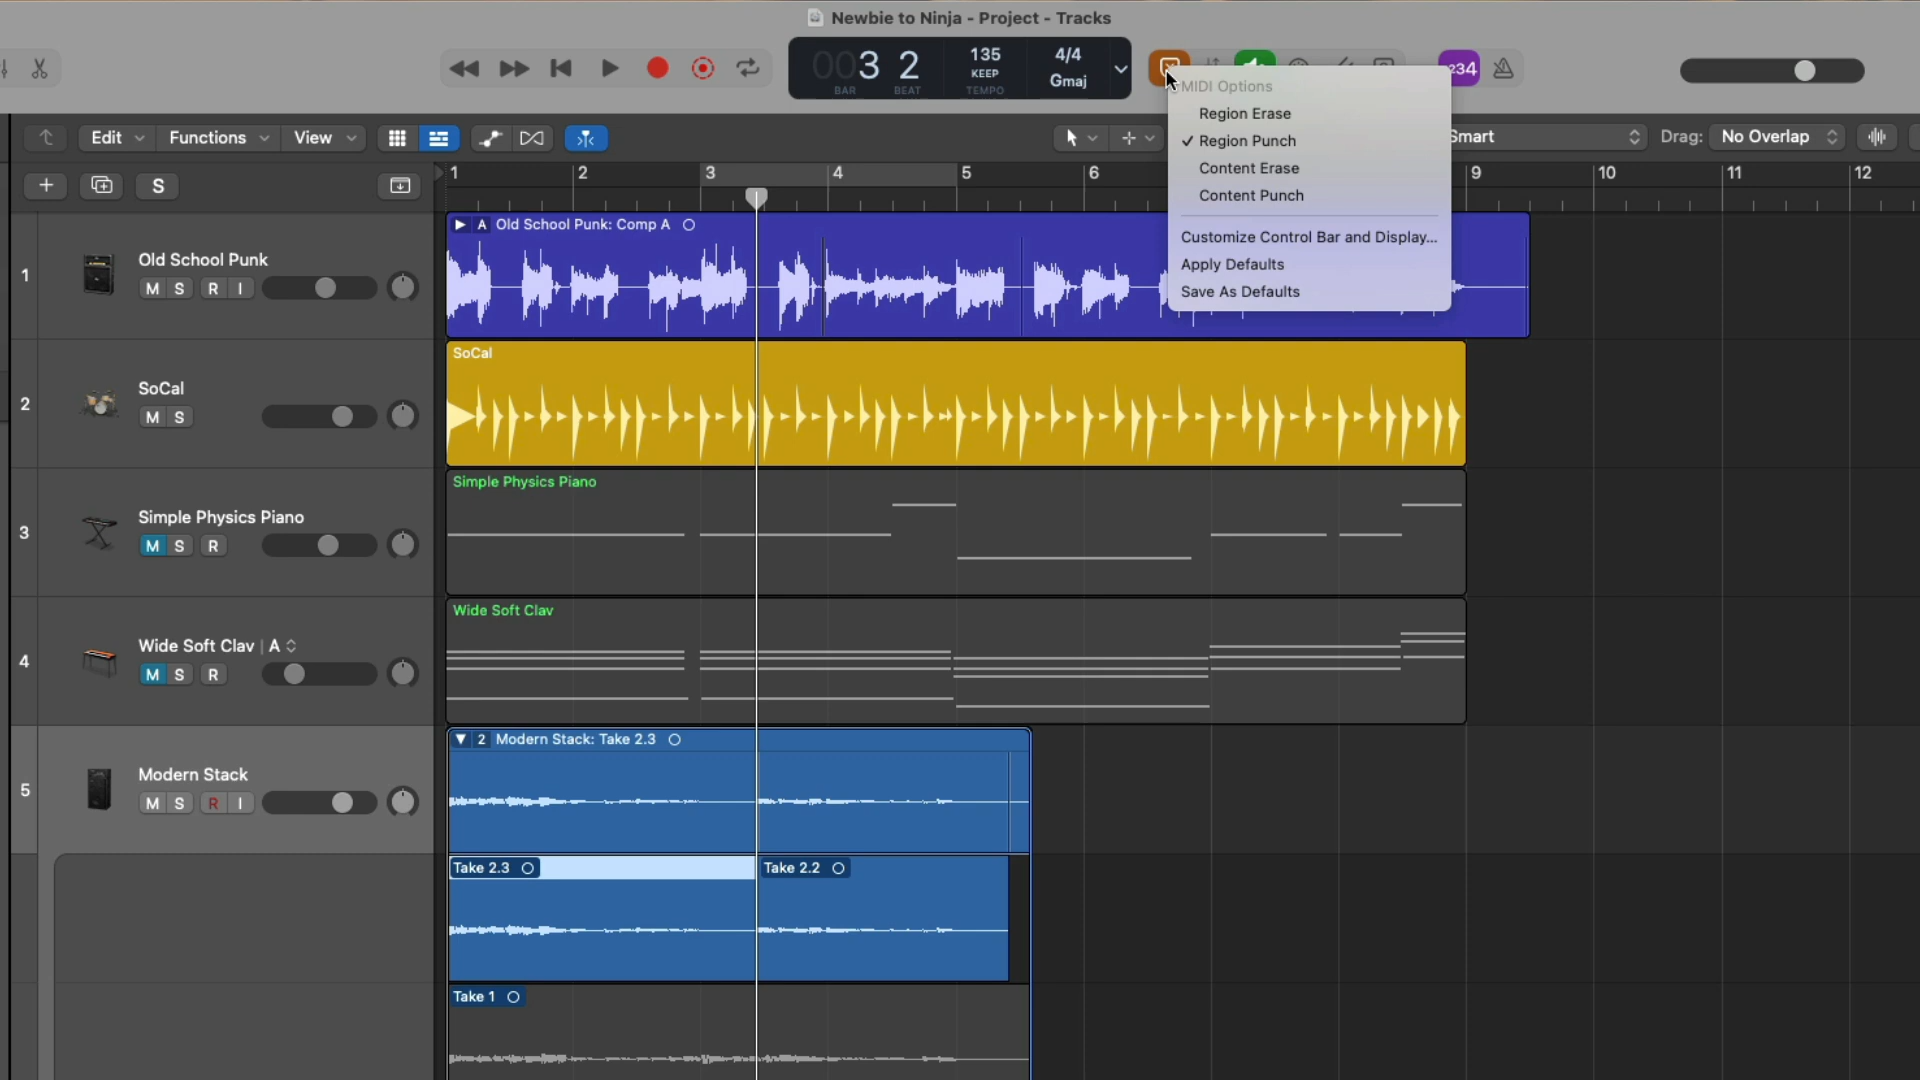 Newbie to Ninja - Project - Tracks
003 2
135
KEEP
4/4
Gmaj
BAR
BEAT
TEMPO
234
MIDI Options
Region Erase
✓ Region Punch
Content Erase
Content Punch
Customize Control Bar and Display...
Apply Defaults
Save As Defaults
Edit
Functions
View
Smart
Drag:
No Overlap
S
1 2 3 4 5 6 9 10 11 12
1
Old School Punk
M S R I
A Old School Punk: Comp A
2
SoCal
M S
SoCal
3
Simple Physics Piano
M S R
Simple Physics Piano
4
Wide Soft Clav | A
M S R
Wide Soft Clav
5
Modern Stack
M S R I
2 Modern Stack: Take 2.3
Take 2.3
Take 2.2
Take 1